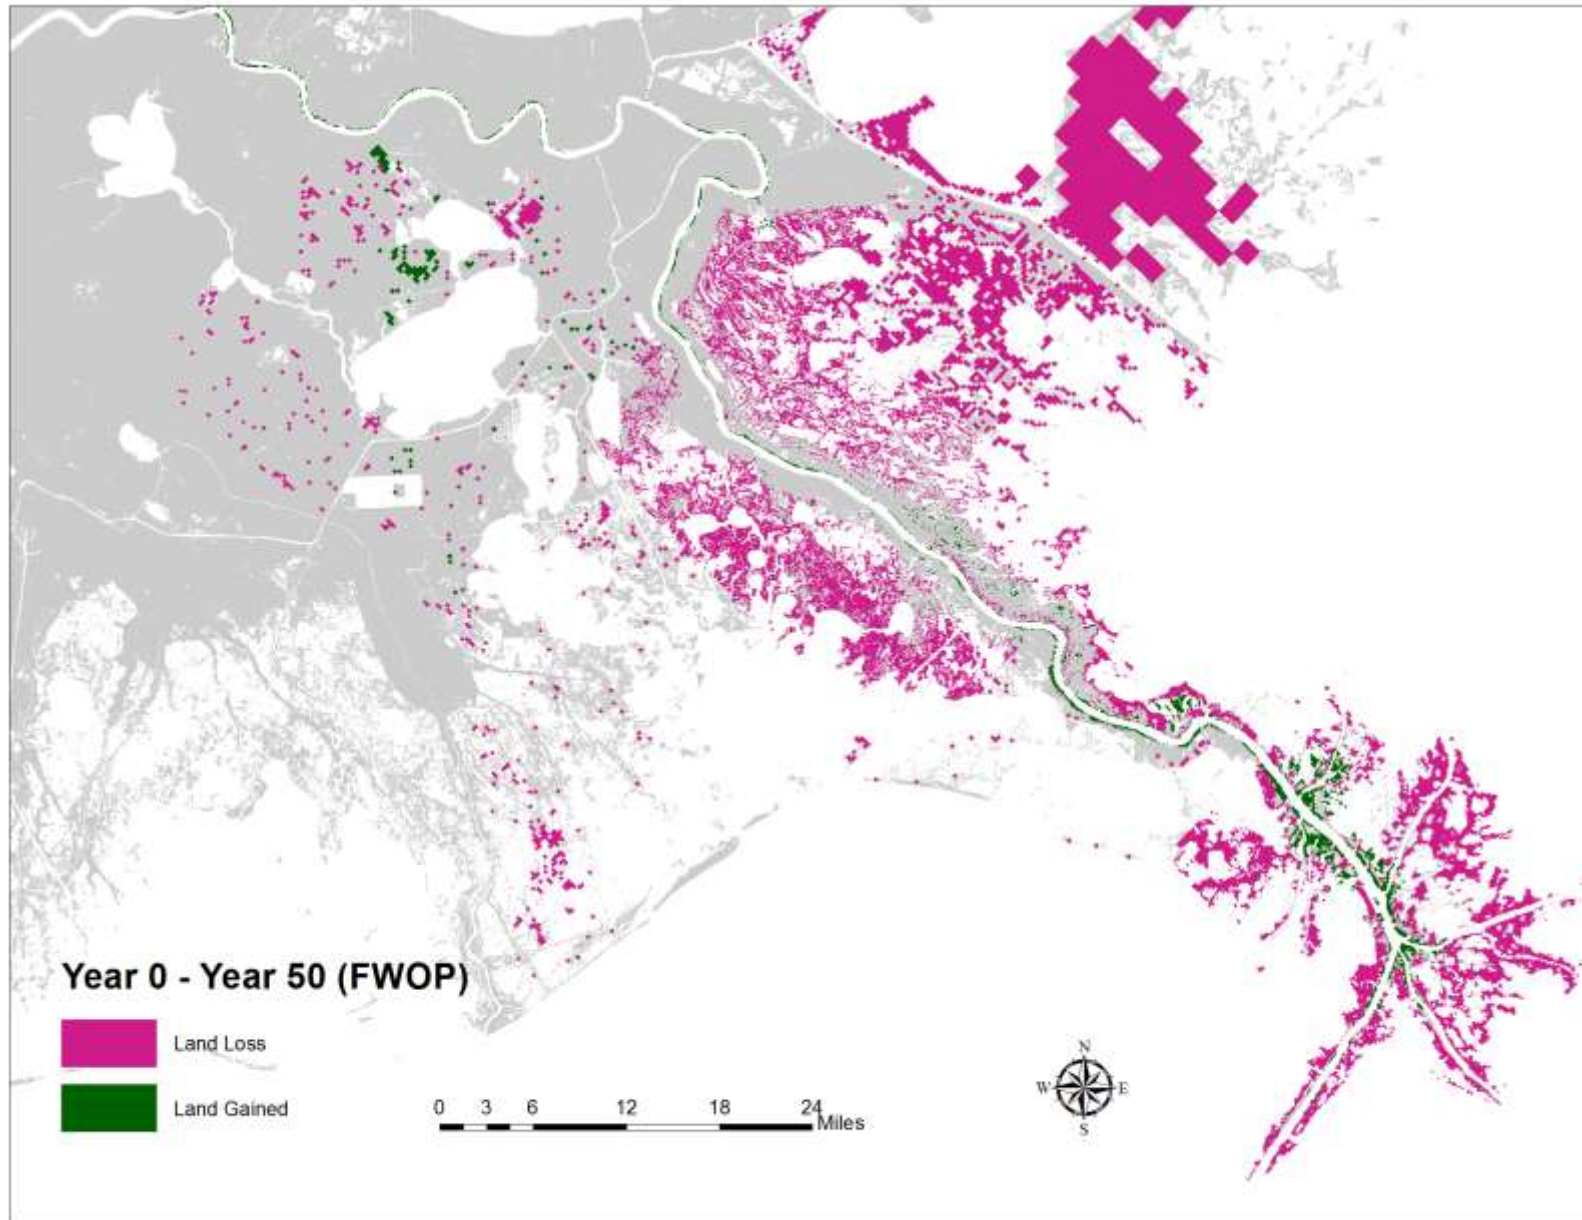 Year 0 - Year 50 (FWOP)
Land Loss
Land Gained
0 3 6 12 18 24
Miles
N
W E
S